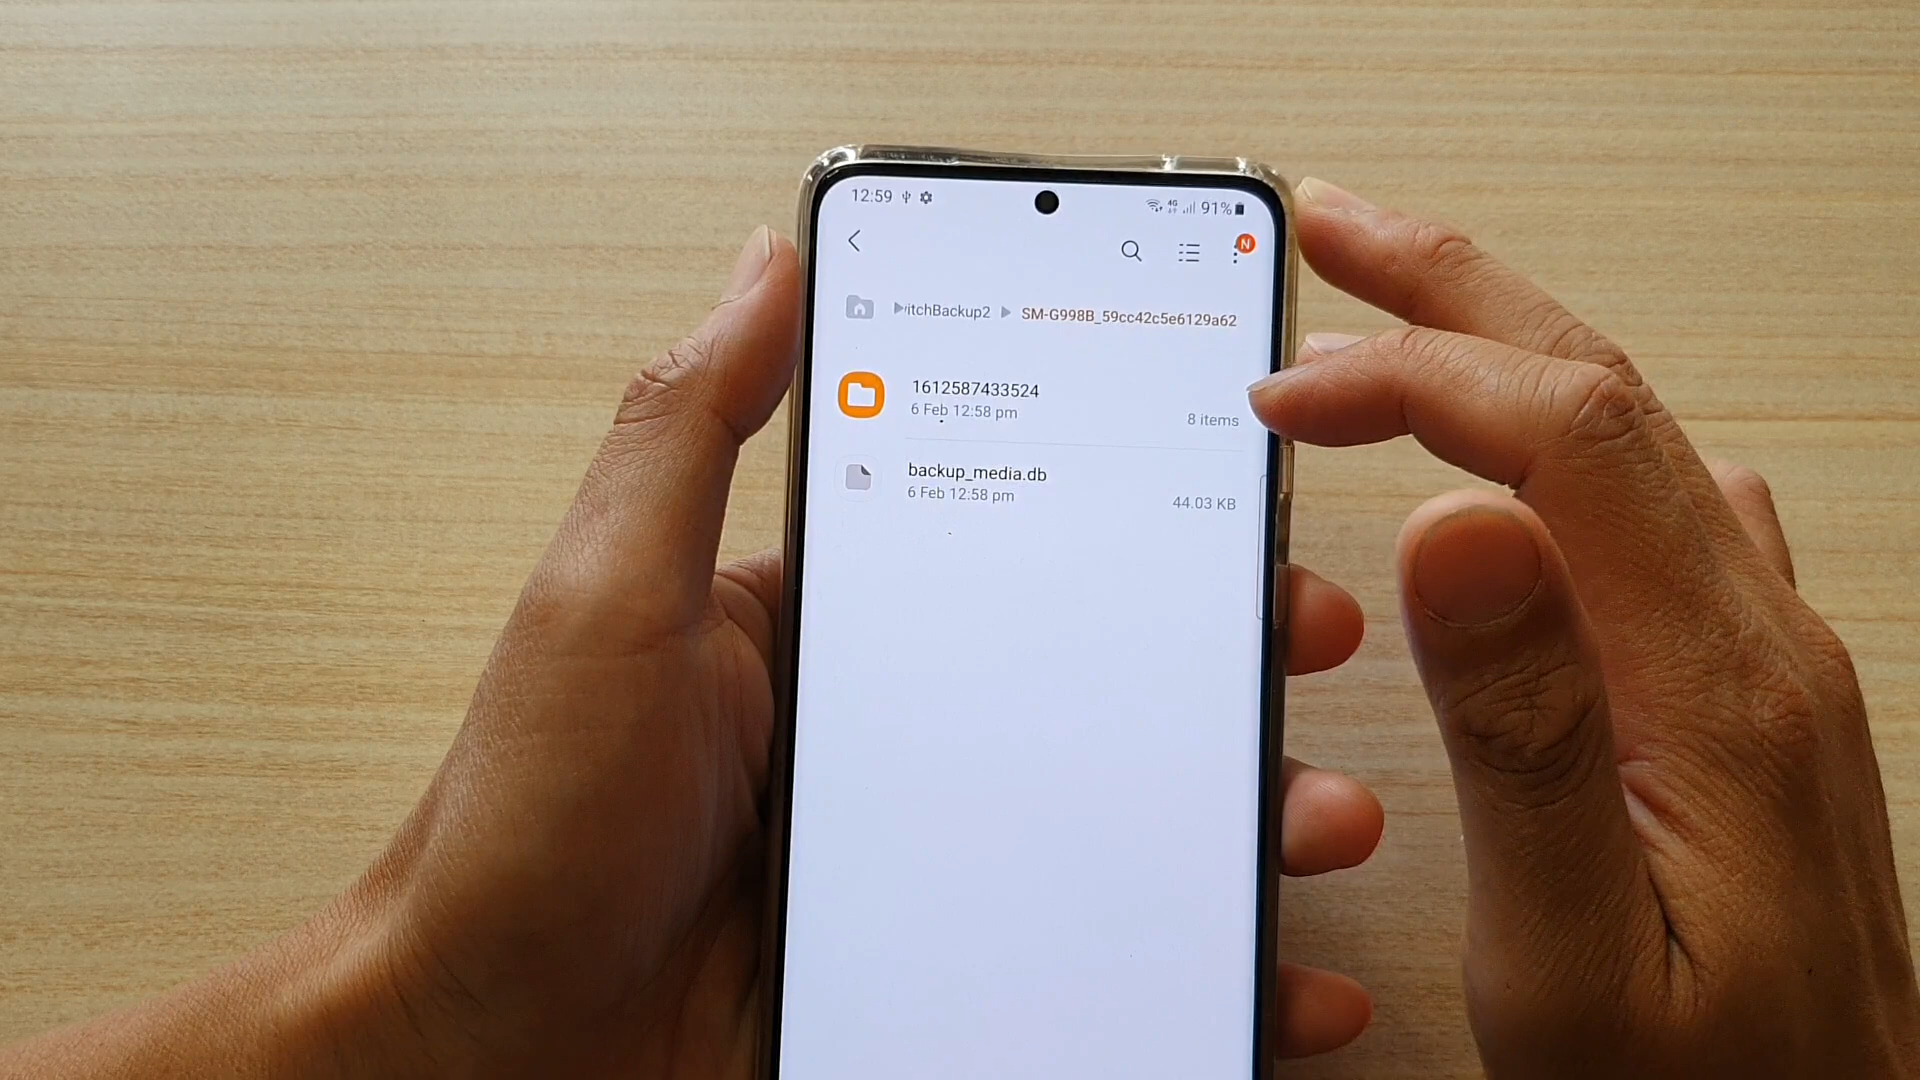 12:59
4G 91%
N
itchBackup2 SM-G998B_59cc42c5e6129a62
1612587433524
6 Feb 12:58 pm
8 items
backup_media.db
6 Feb 12:58 pm
44.03 KB